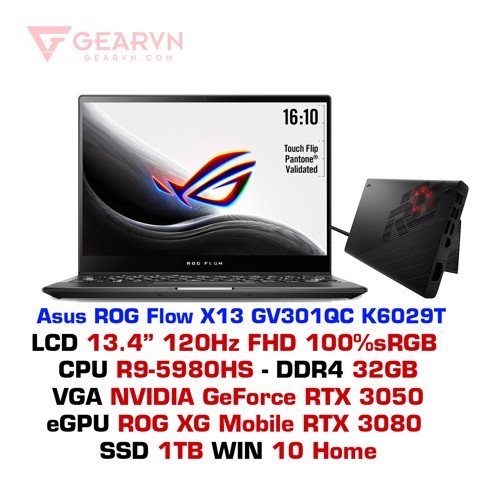 GEARVN
GEARVN.COM
16:10
Touch Flip
Pantone®
Validated
ROG FLOW
Asus ROG Flow X13 GV301QC K6029T
LCD 13.4” 120Hz FHD 100%sRGB
CPU R9-5980HS - DDR4 32GB
VGA NVIDIA GeForce RTX 3050
eGPU ROG XG Mobile RTX 3080
SSD 1TB WIN 10 Home